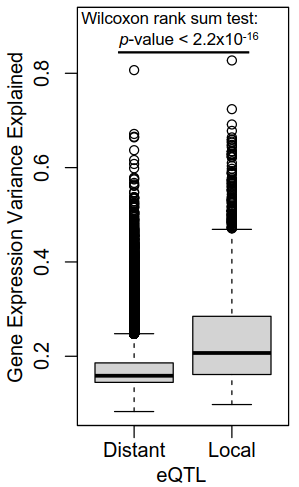 Wilcoxon rank sum test:
p-value < 2.2x10⁻¹⁶
Gene Expression Variance Explained
0.8
0.6
0.4
0.2
Distant Local
eQTL